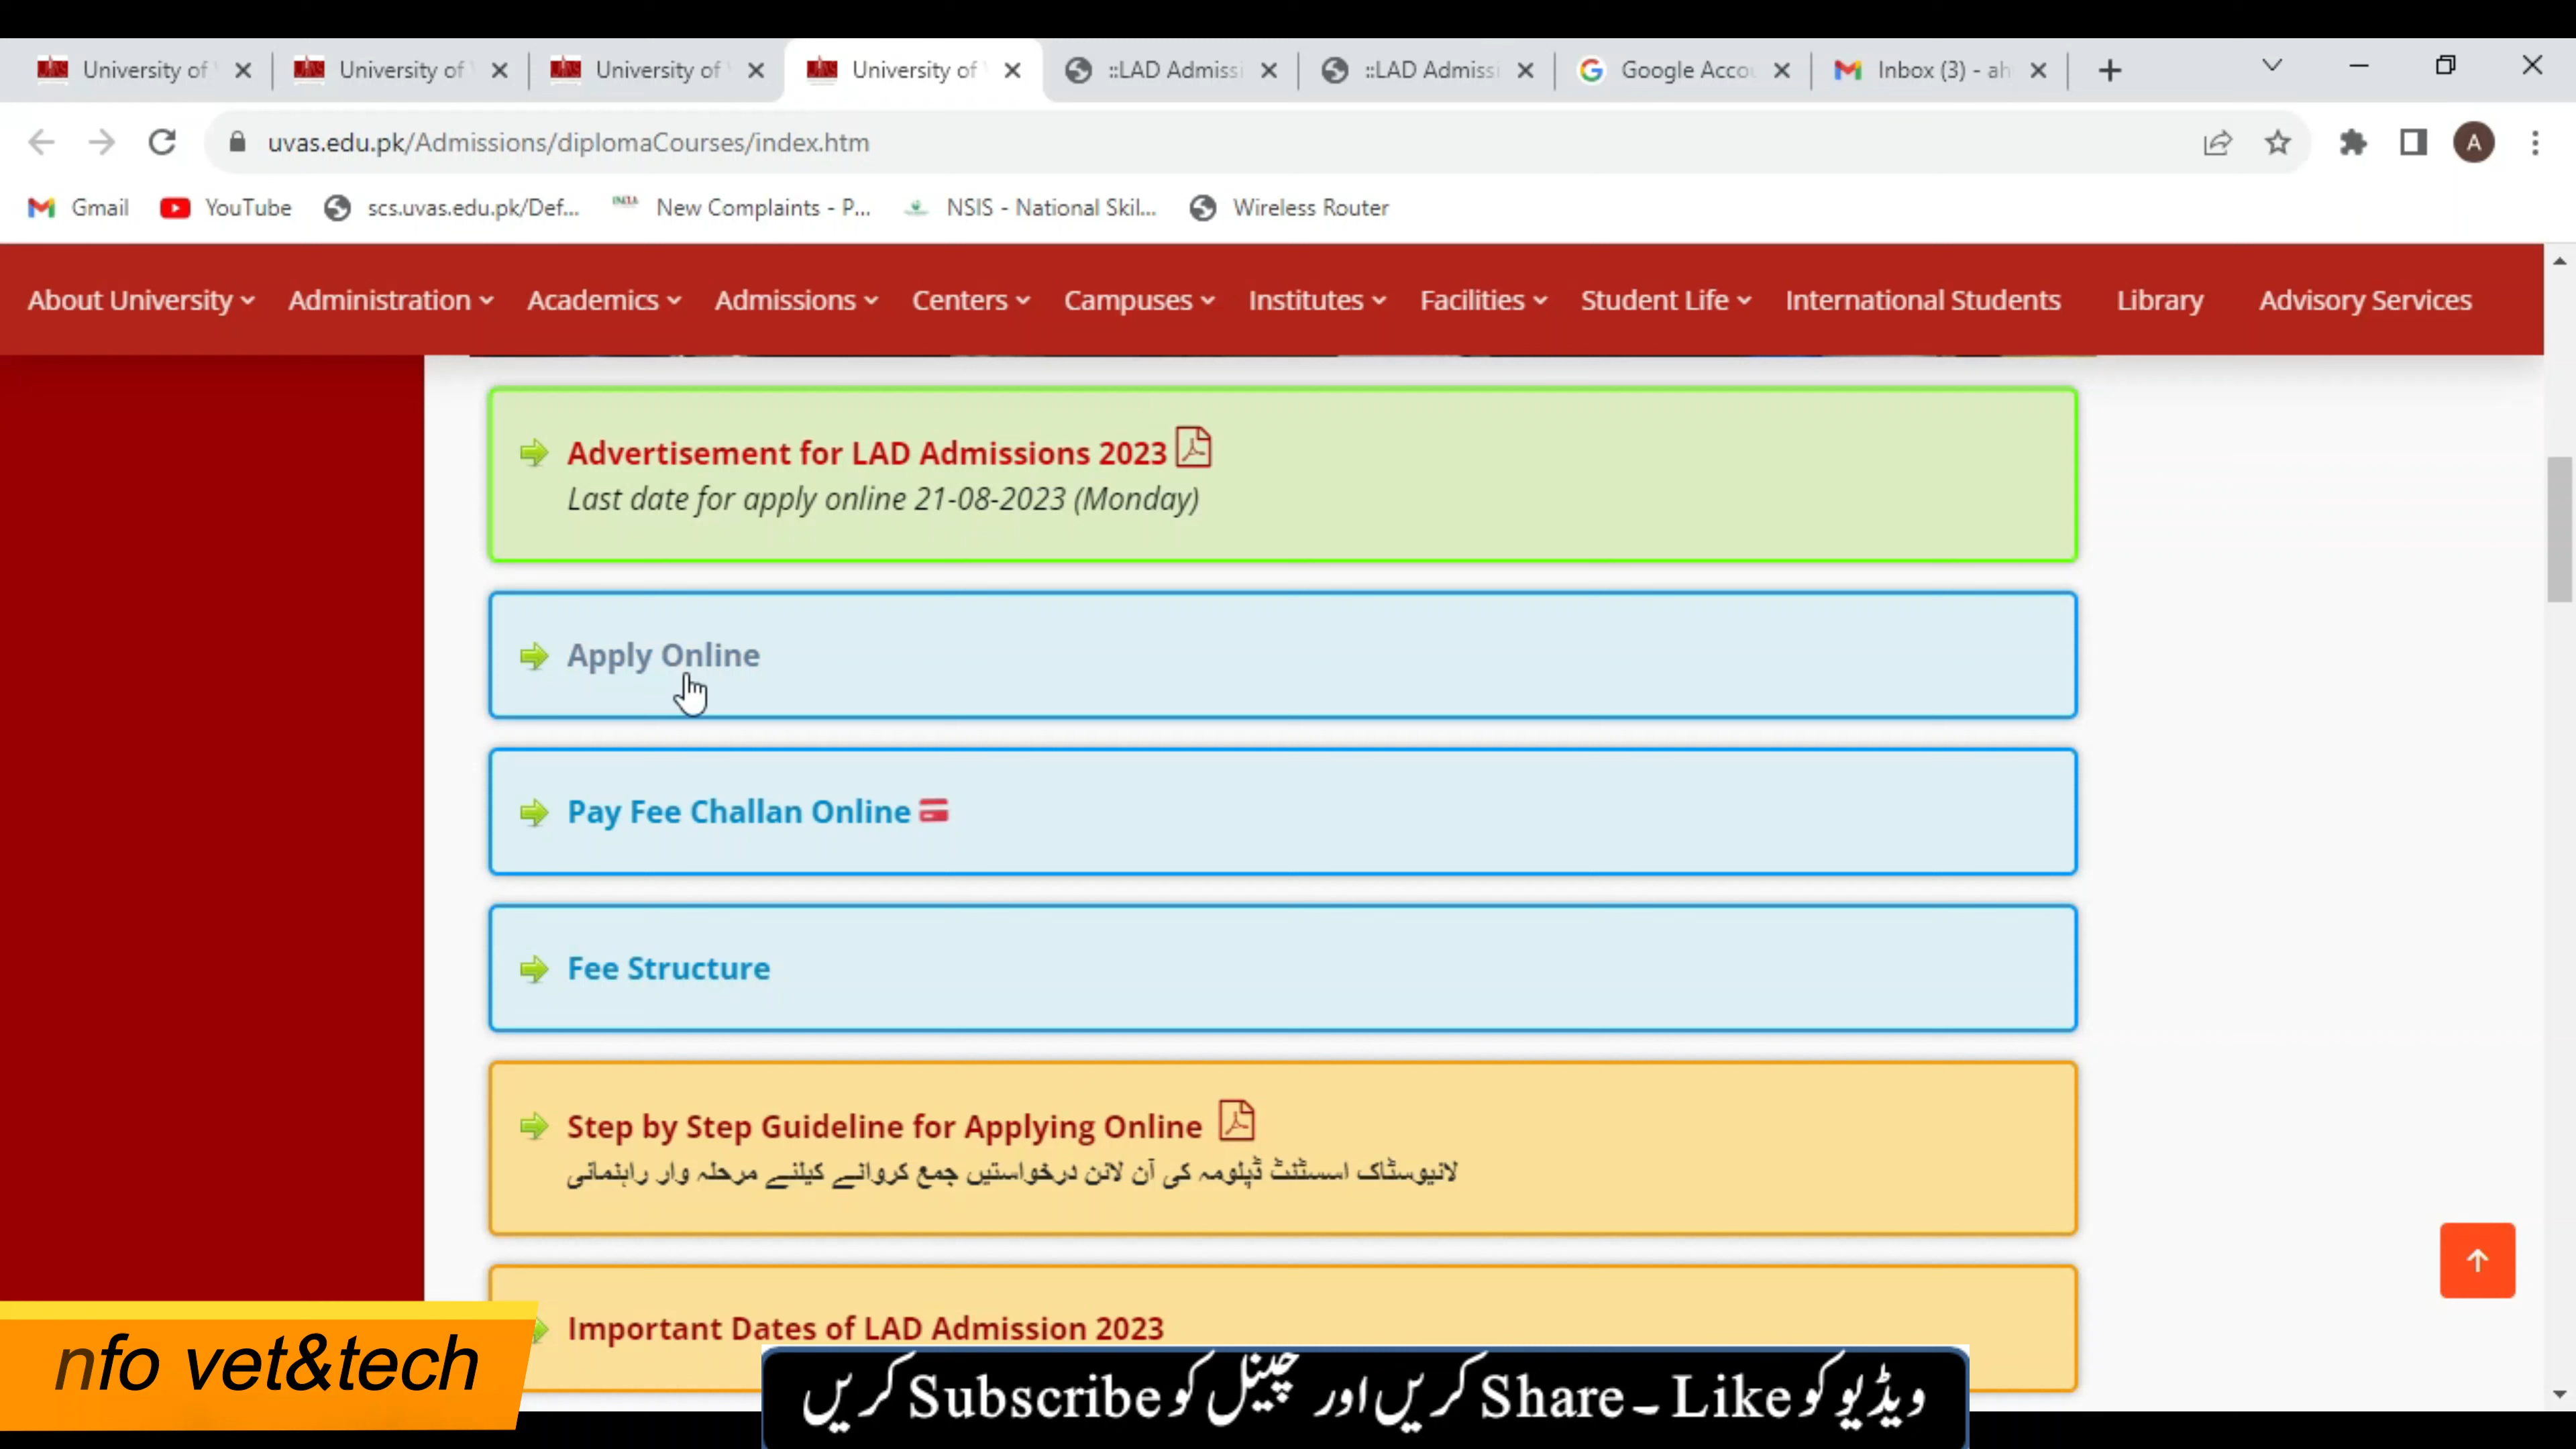 University of
University of
University of
University of
::LAD Admissi
::LAD Admissi
Google Accou
Inbox (3) - ah
uvas.edu.pk/Admissions/diplomaCourses/index.htm
A
Gmail
YouTube
scs.uvas.edu.pk/Def...
New Complaints - P...
NSIS - National Skil...
Wireless Router
About University
Administration
Academics
Admissions
Centers
Campuses
Institutes
Facilities
Student Life
International Students
Library
Advisory Services
Advertisement for LAD Admissions 2023
Last date for apply online 21-08-2023 (Monday)
Apply Online
Pay Fee Challan Online
Fee Structure
Step by Step Guideline for Applying Online
لائیوسٹاک اسسٹنٹ ڈپلومہ کی آن لائن درخواستیں جمع کروانے کیلئے مرحلہ وار راہنمائی
Important Dates of LAD Admission 2023
nfo vet&tech
ویڈیو کو Like ۔ Share کریں اور چینل کو Subscribe کریں